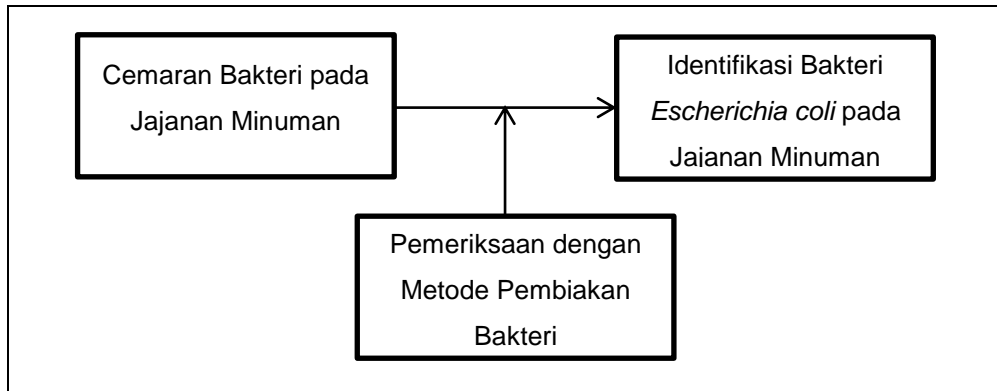 Cemaran Bakteri pada
Jajanan Minuman
Identifikasi Bakteri
Escherichia coli pada
Jajanan Minuman
Pemeriksaan dengan
Metode Pembiakan
Bakteri